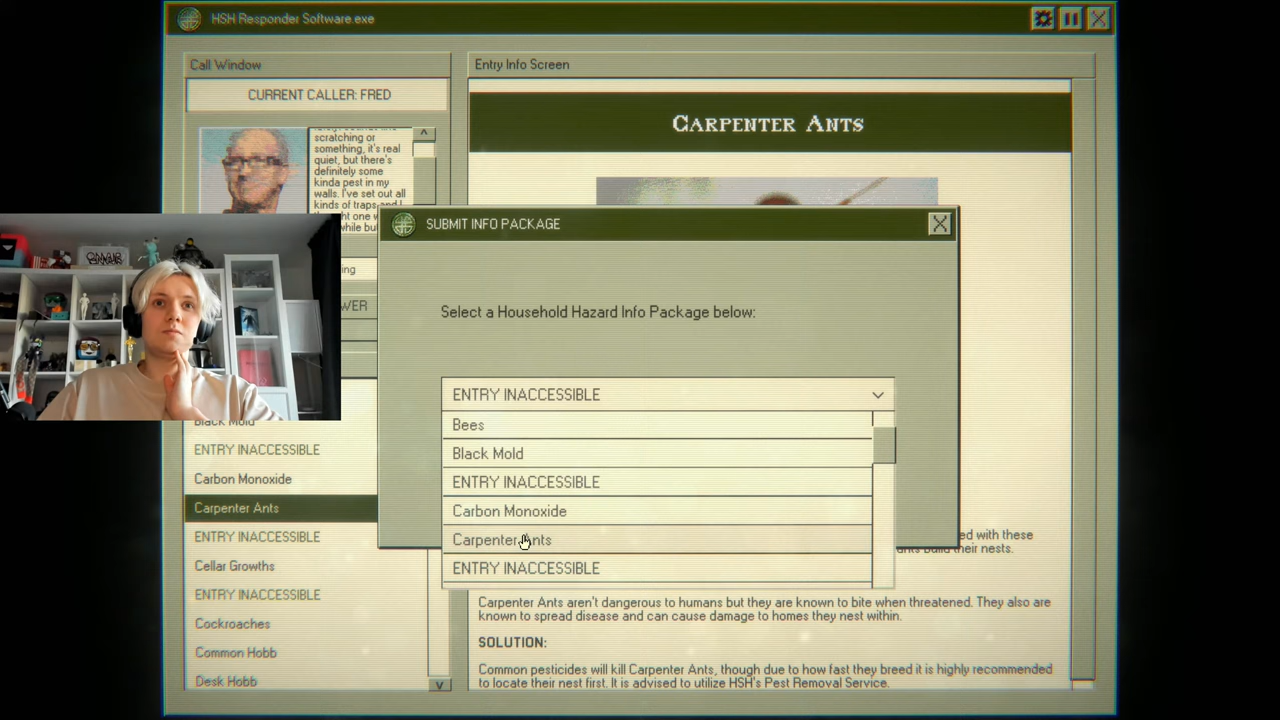 HSH Responder Software.exe
Call Window
CURRENT CALLER: FRED
scratching or
something, it's real
quiet, but there's
definitely some
kinda pest in my
walls. I've set out all
kinds of traps and I
ht one w
while bu
ing
WER
Black Mold
ENTRY INACCESSIBLE
Carbon Monoxide
Carpenter Ants
ENTRY INACCESSIBLE
Cellar Growths
ENTRY INACCESSIBLE
Cockroaches
Common Hobb
Desk Hobb
Entry Info Screen
CARPENTER ANTS
SUBMIT INFO PACKAGE
Select a Household Hazard Info Package below:
ENTRY INACCESSIBLE
Bees
Black Mold
ENTRY INACCESSIBLE
Carbon Monoxide
Carpenter Ants
ENTRY INACCESSIBLE
ed with these
ants build their nests.
Carpenter Ants aren't dangerous to humans but they are known to bite when threatened. They also are
known to spread disease and can cause damage to homes they nest within.
SOLUTION:
Common pesticides will kill Carpenter Ants, though due to how fast they breed it is highly recommended
to locate their nest first. It is advised to utilize HSH's Pest Removal Service.